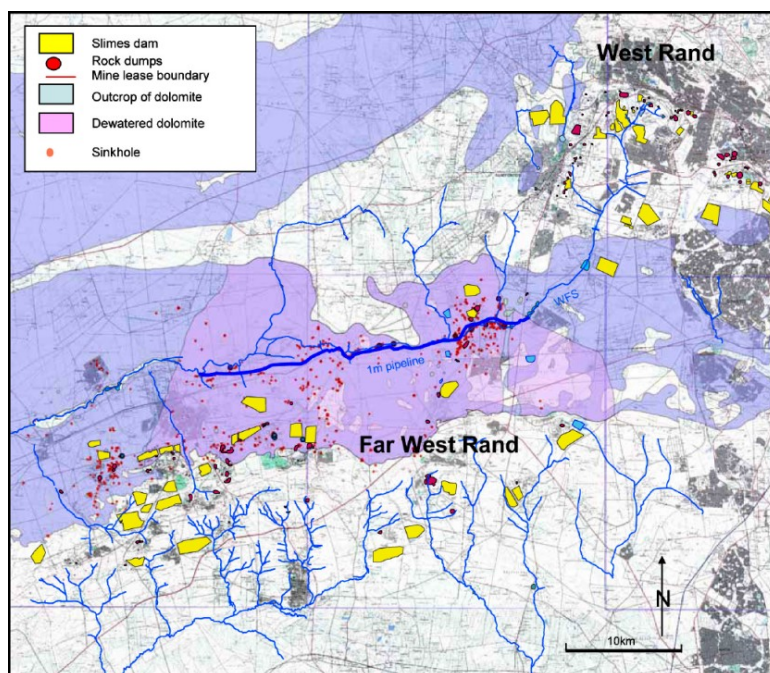 West Rand
Slimes dam
Rock dumps
Mine lease boundary
Outcrop of dolomite
Dewatered dolomite
Sinkhole
WFS
1m pipeline
Far West Rand
N
10km